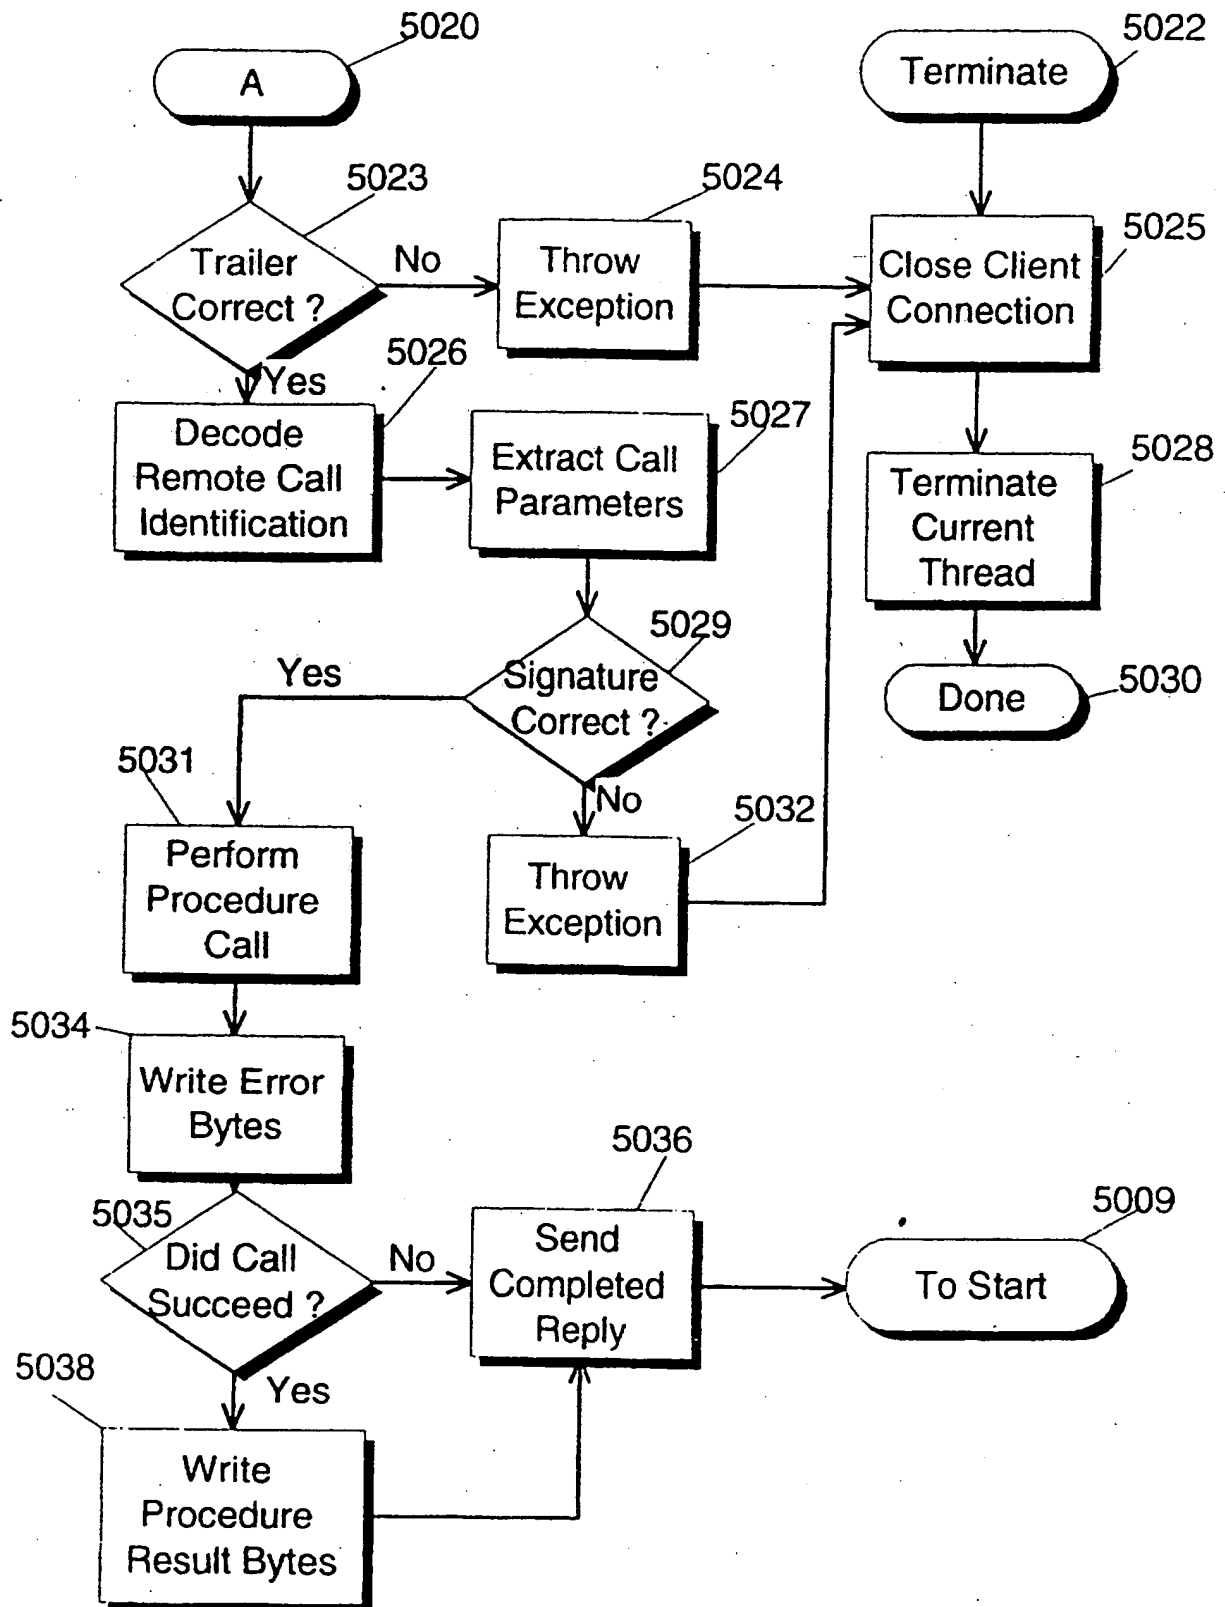 5020
A
5022
Terminate
5023
Trailer
Correct ?
No
5024
Throw
Exception
5025
Close Client
Connection
Yes
5026
Decode
Remote Call
Identification
5027
Extract Call
Parameters
5028
Terminate
Current
Thread
5029
Signature
Correct ?
Yes
No
5030
Done
5031
Perform
Procedure
Call
5032
Throw
Exception
5034
Write Error
Bytes
5035
Did Call
Succeed ?
No
5036
Send
Completed
Reply
5009
To Start
Yes
5038
Write
Procedure
Result Bytes